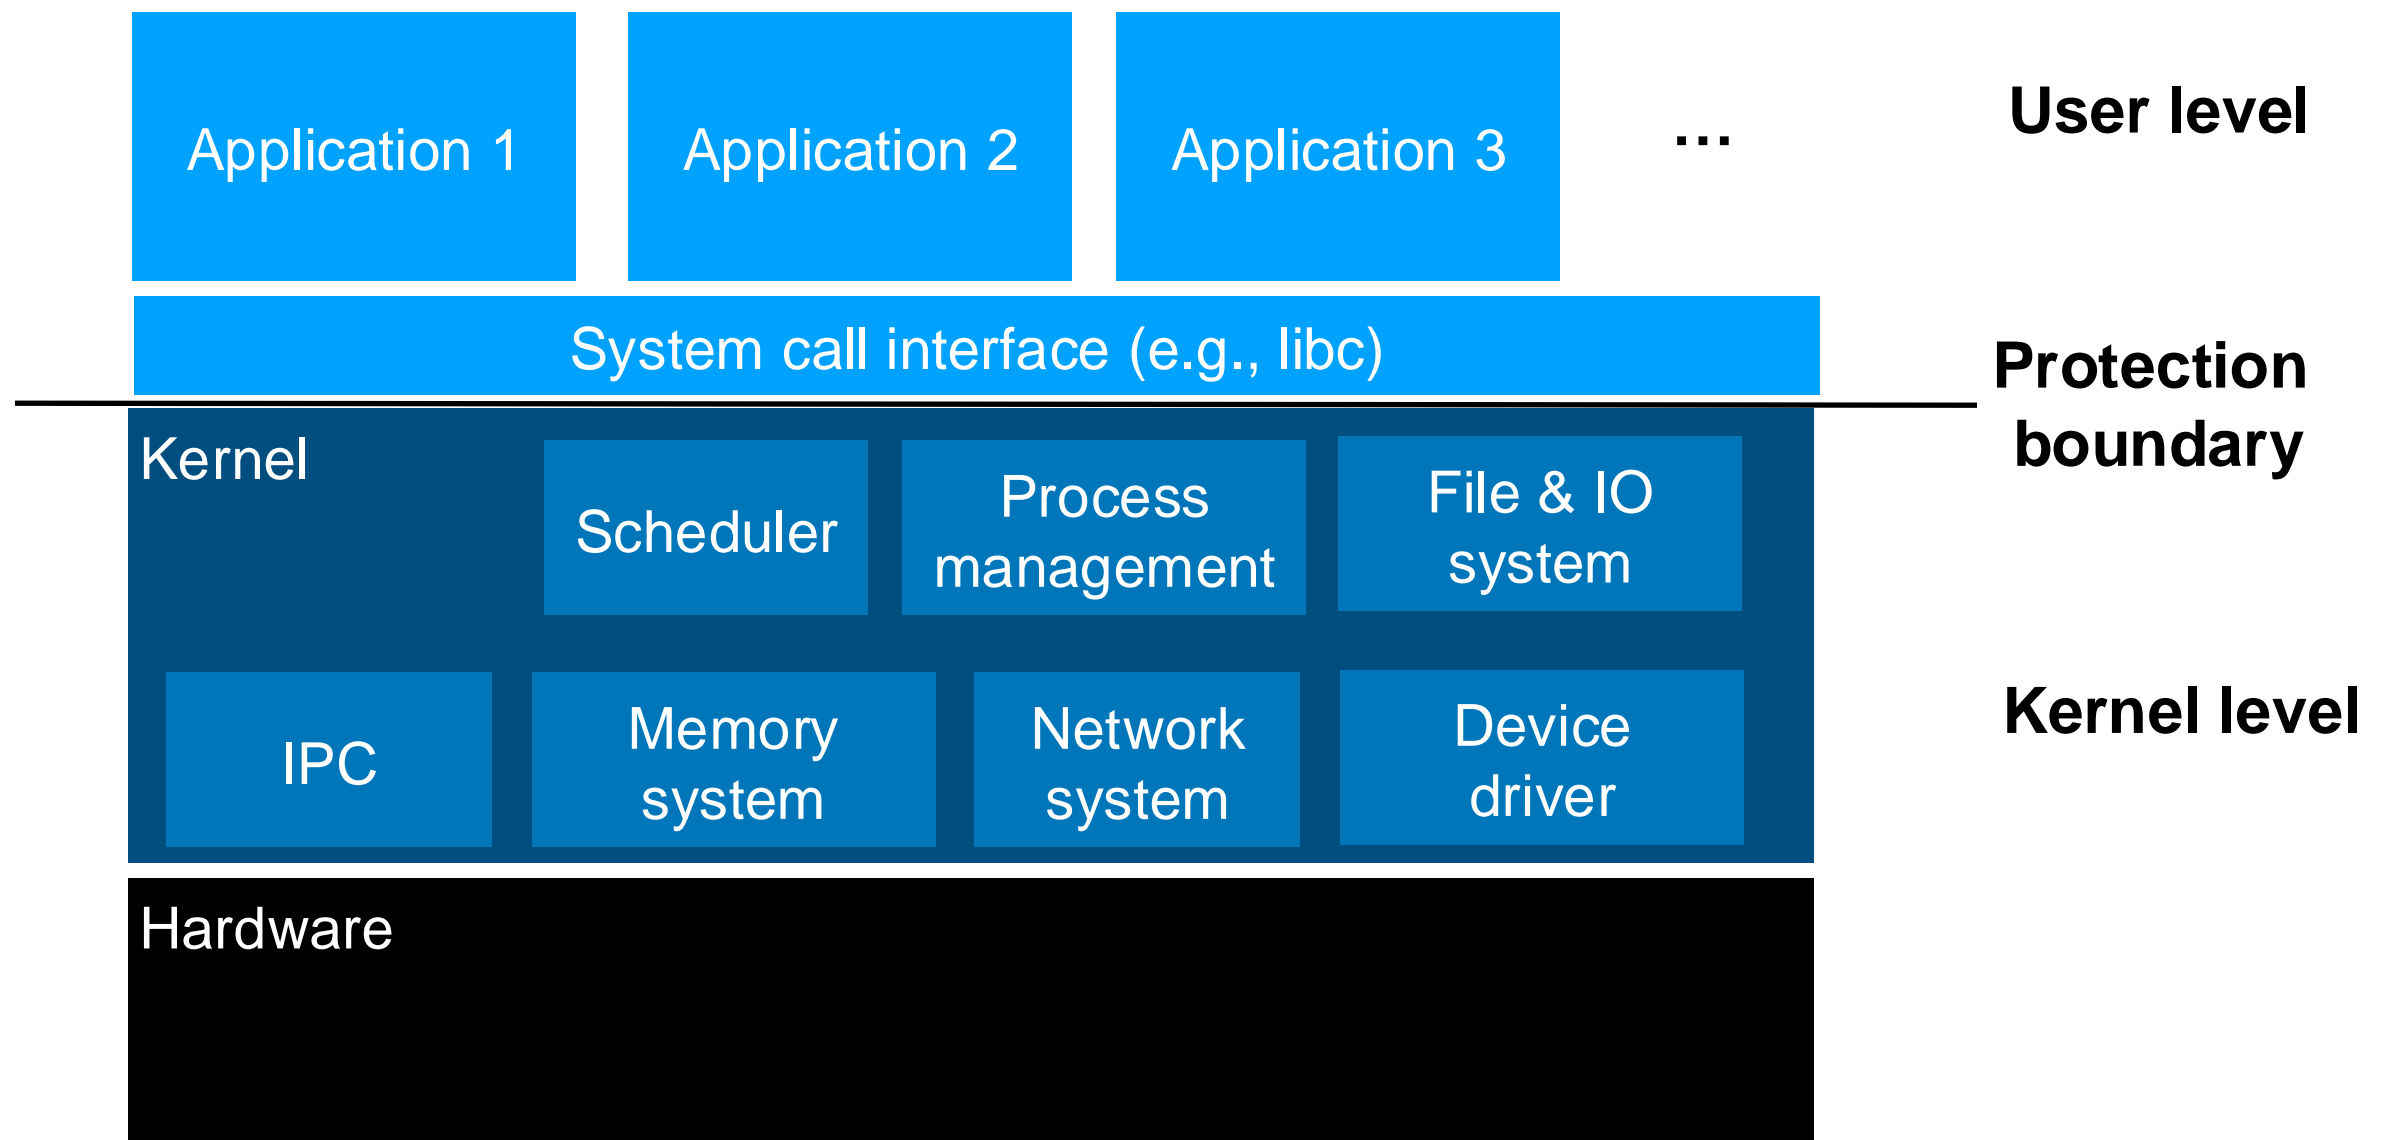 Application 1
Application 2
Application 3
...
User level
System call interface (e.g., libc)
Protection
boundary
Kernel
Scheduler
Process
management
File & IO
system
IPC
Memory
system
Network
system
Device
driver
Kernel level
Hardware